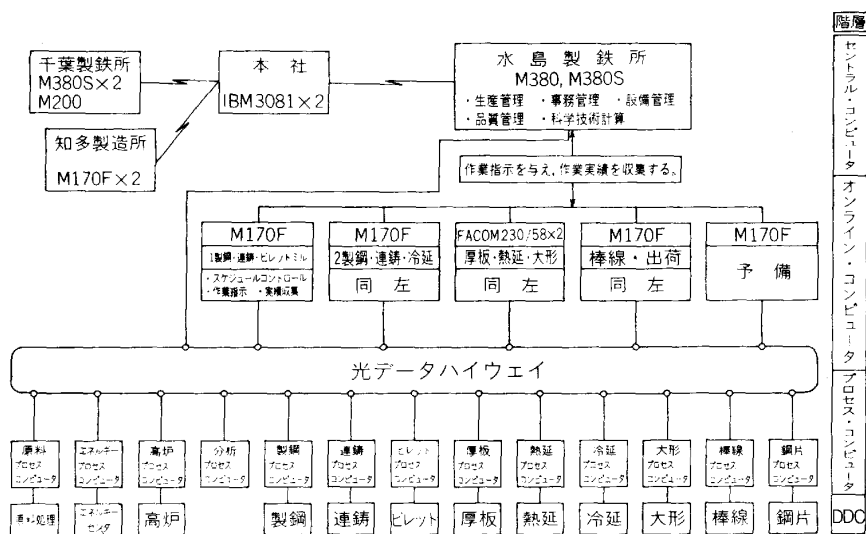 階層
千葉製鉄所
M380S×2
M200
本社
IBM3081×2
水島製鉄所
M380, M380S
・生産管理 ・事務管理 ・設備管理
・品質管理 ・科学技術計算
知多製造所
M170F×2
作業指示を与え,作業実績を収集する。
セントラル・コンピュータ
M170F
1製鋼・連鋳・ビレットミル
・スケジュールコントロール
・作業指示 ・実績収集
M170F
2製鋼・連鋳・冷延
同左
FACOM230/58×2
厚板・熱延・大形
同左
M170F
棒線・出荷
同左
M170F
予備
オンライン・コンピュータ
光データハイウェイ
原料
プロセス
コンピュータ
エネルギー
プロセス
コンピュータ
高炉
プロセス
コンピュータ
分析
プロセス
コンピュータ
製鋼
プロセス
コンピュータ
連鋳
プロセス
コンピュータ
ビレット
プロセス
コンピュータ
厚板
プロセス
コンピュータ
熱延
プロセス
コンピュータ
冷延
プロセス
コンピュータ
大形
プロセス
コンピュータ
棒線
プロセス
コンピュータ
鋼片
プロセス
コンピュータ
プロセス・コンピュータ
原料処理
エネルギー
センタ
高炉
製鋼
連鋳
ビレット
厚板
熱延
冷延
大形
棒線
鋼片
DDC